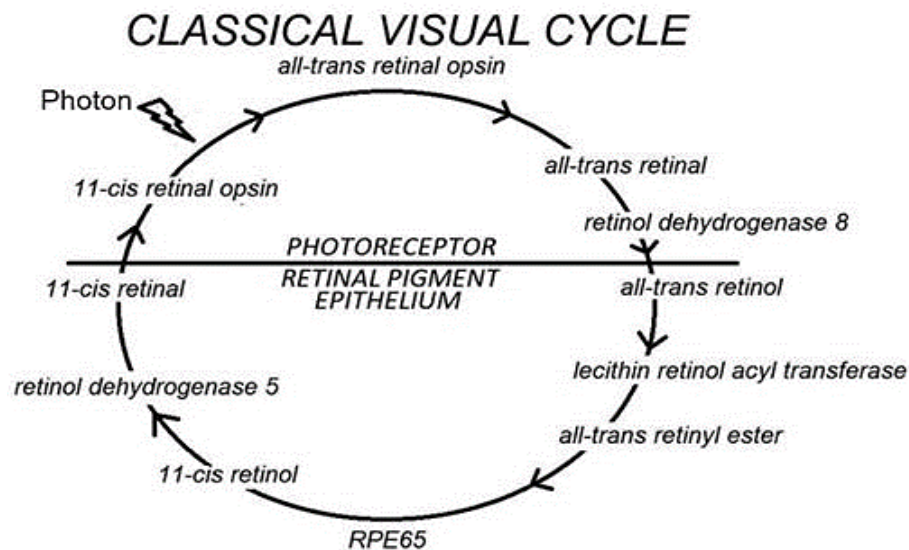 CLASSICAL VISUAL CYCLE
all-trans retinal opsin
Photon
all-trans retinal
11-cis retinal opsin
retinol dehydrogenase 8
PHOTORECEPTOR
RETINAL PIGMENT
EPITHELIUM
11-cis retinal
all-trans retinol
lecithin retinol acyl transferase
retinol dehydrogenase 5
all-trans retinyl ester
11-cis retinol
RPE65